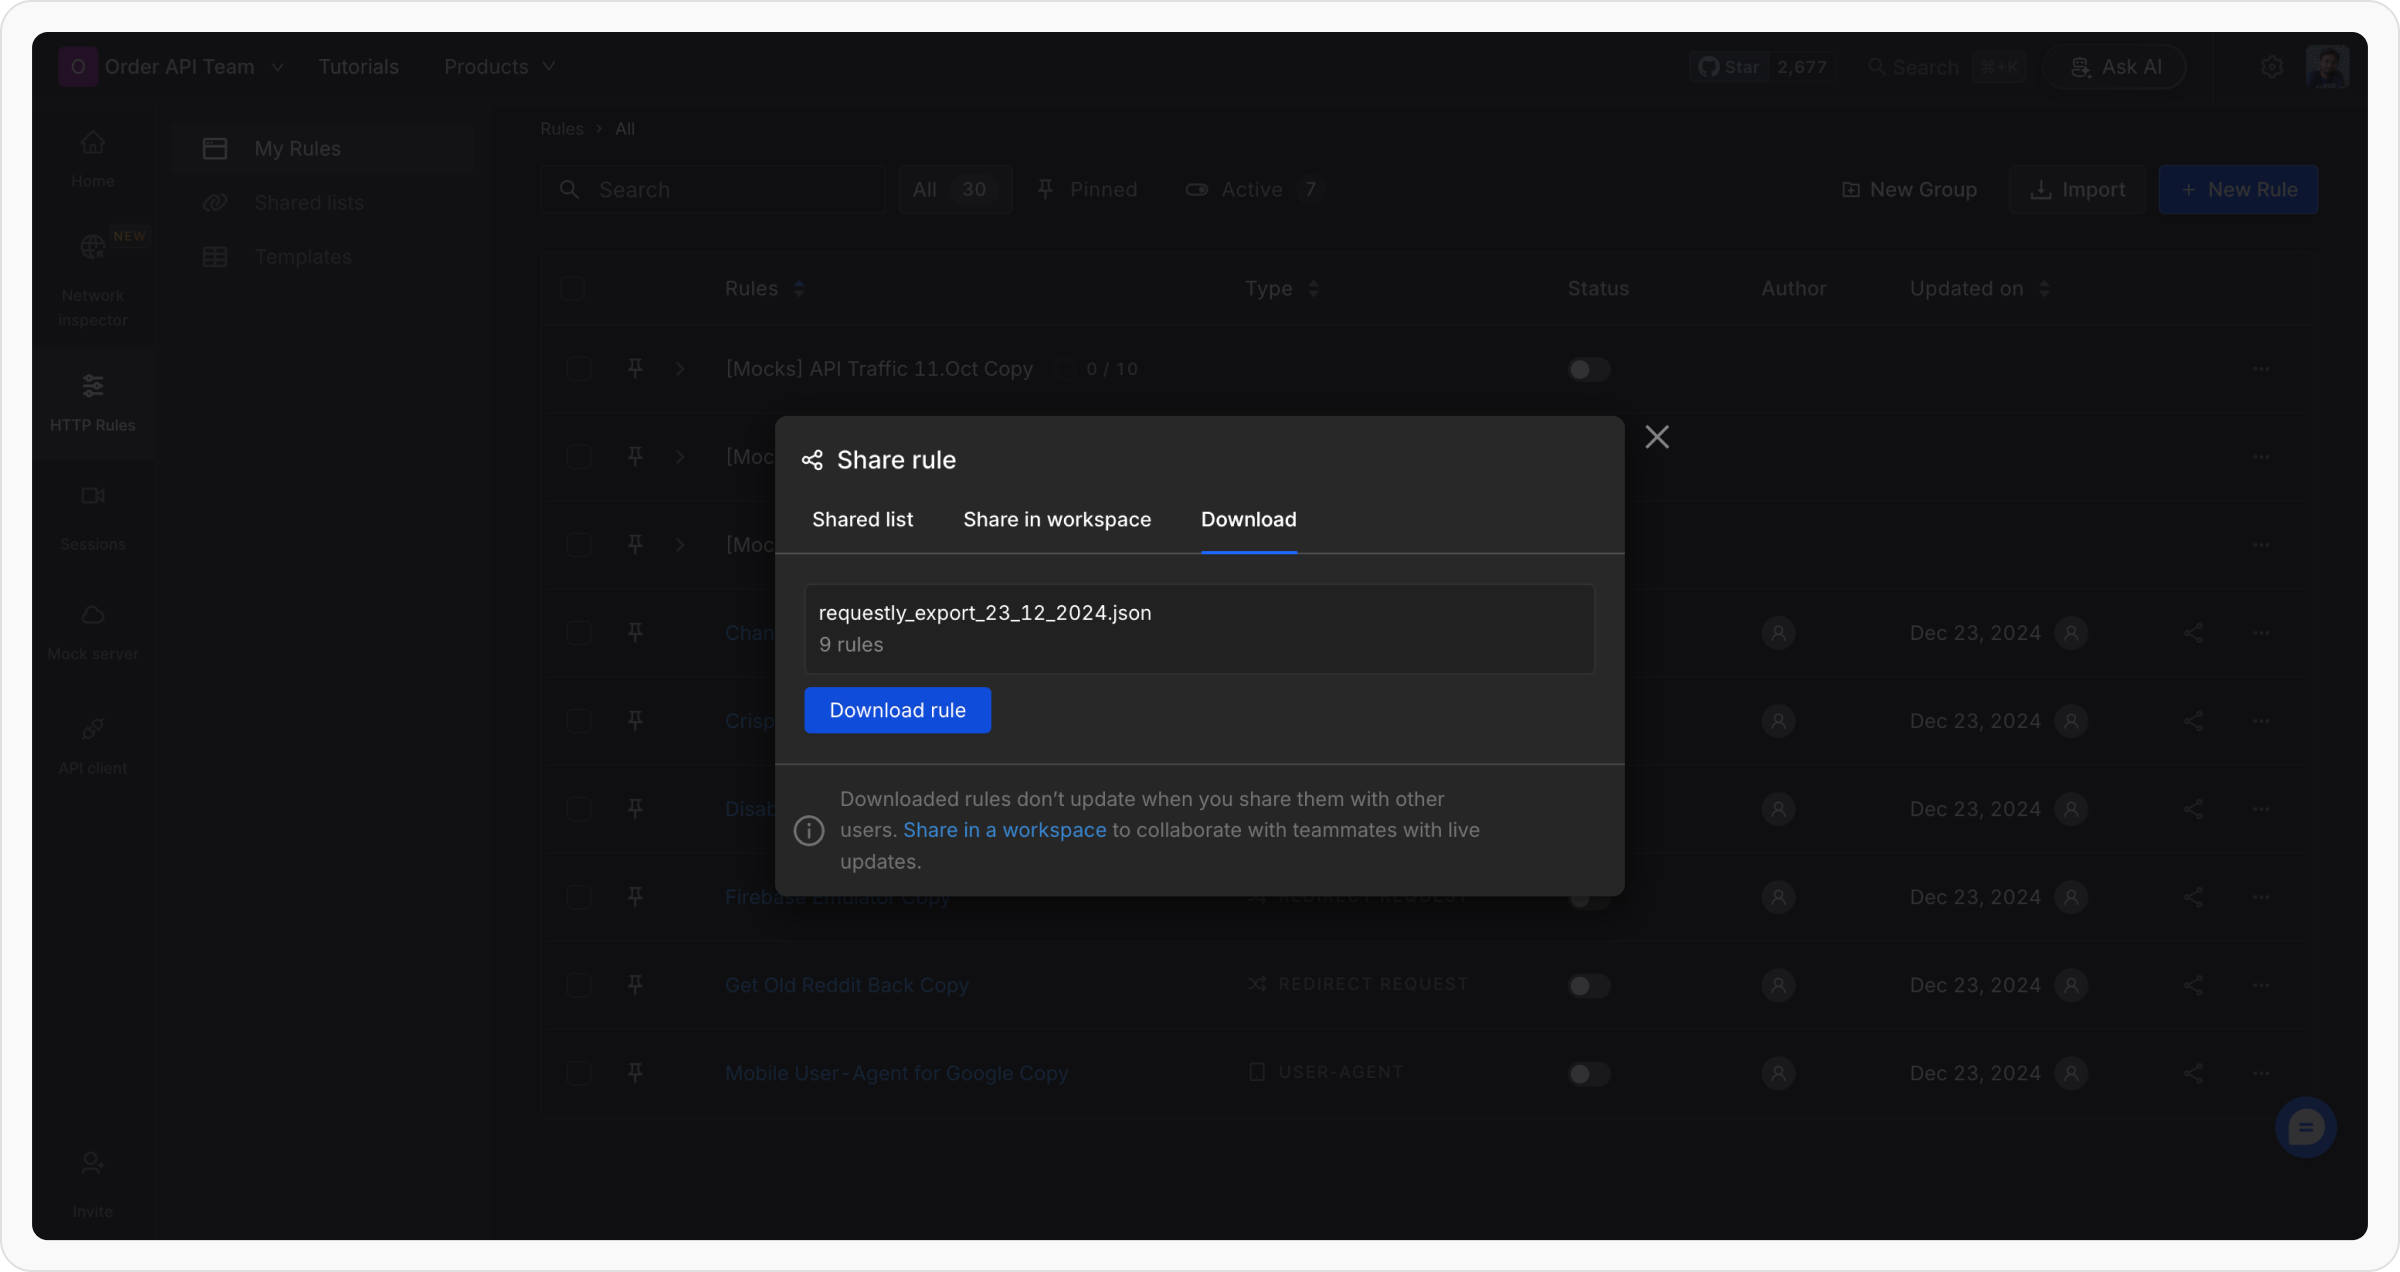 O Order API Team Tutorials Products Star 2,677 Search ⌘+K Ask AI
Home
NEW
Network
inspector
HTTP Rules
Sessions
Mock server
API client
Invite
My Rules
Shared lists
Templates
Rules > All
Search All 30 Pinned Active 7 New Group Import + New Rule
Rules Type Status Author Updated on
[Mocks] API Traffic 11.Oct Copy 0 / 10
[Moc
[Moc
Chan Dec 23, 2024
Crisp Dec 23, 2024
Disab Dec 23, 2024
Firebase Emulator Copy REDIRECT REQUEST Dec 23, 2024
Get Old Reddit Back Copy REDIRECT REQUEST Dec 23, 2024
Mobile User-Agent for Google Copy USER-AGENT Dec 23, 2024
Share rule
Shared list Share in workspace Download
requestly_export_23_12_2024.json
9 rules
Download rule
Downloaded rules don’t update when you share them with other
users. Share in a workspace to collaborate with teammates with live
updates.